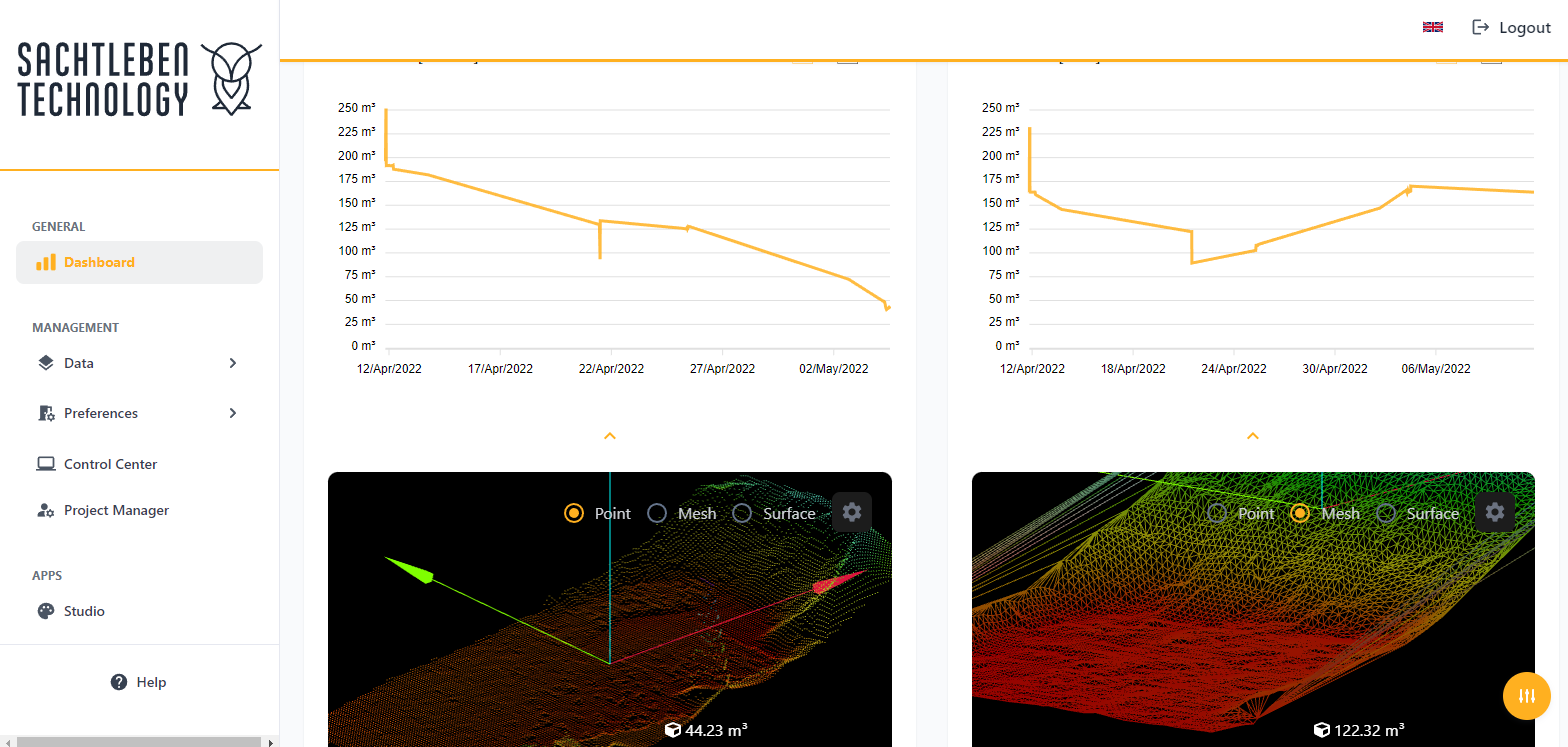 SACHTLEBEN
TECHNOLOGY
Logout
GENERAL
Dashboard
MANAGEMENT
Data
Preferences
Control Center
Project Manager
APPS
Studio
Help
250 m³
225 m³
200 m³
175 m³
150 m³
125 m³
100 m³
75 m³
50 m³
25 m³
0 m³
12/Apr/2022 17/Apr/2022 22/Apr/2022 27/Apr/2022 02/May/2022
Point Mesh Surface
44.23 m³
250 m³
225 m³
200 m³
175 m³
150 m³
125 m³
100 m³
75 m³
50 m³
25 m³
0 m³
12/Apr/2022 18/Apr/2022 24/Apr/2022 30/Apr/2022 06/May/2022
Point Mesh Surface
122.32 m³